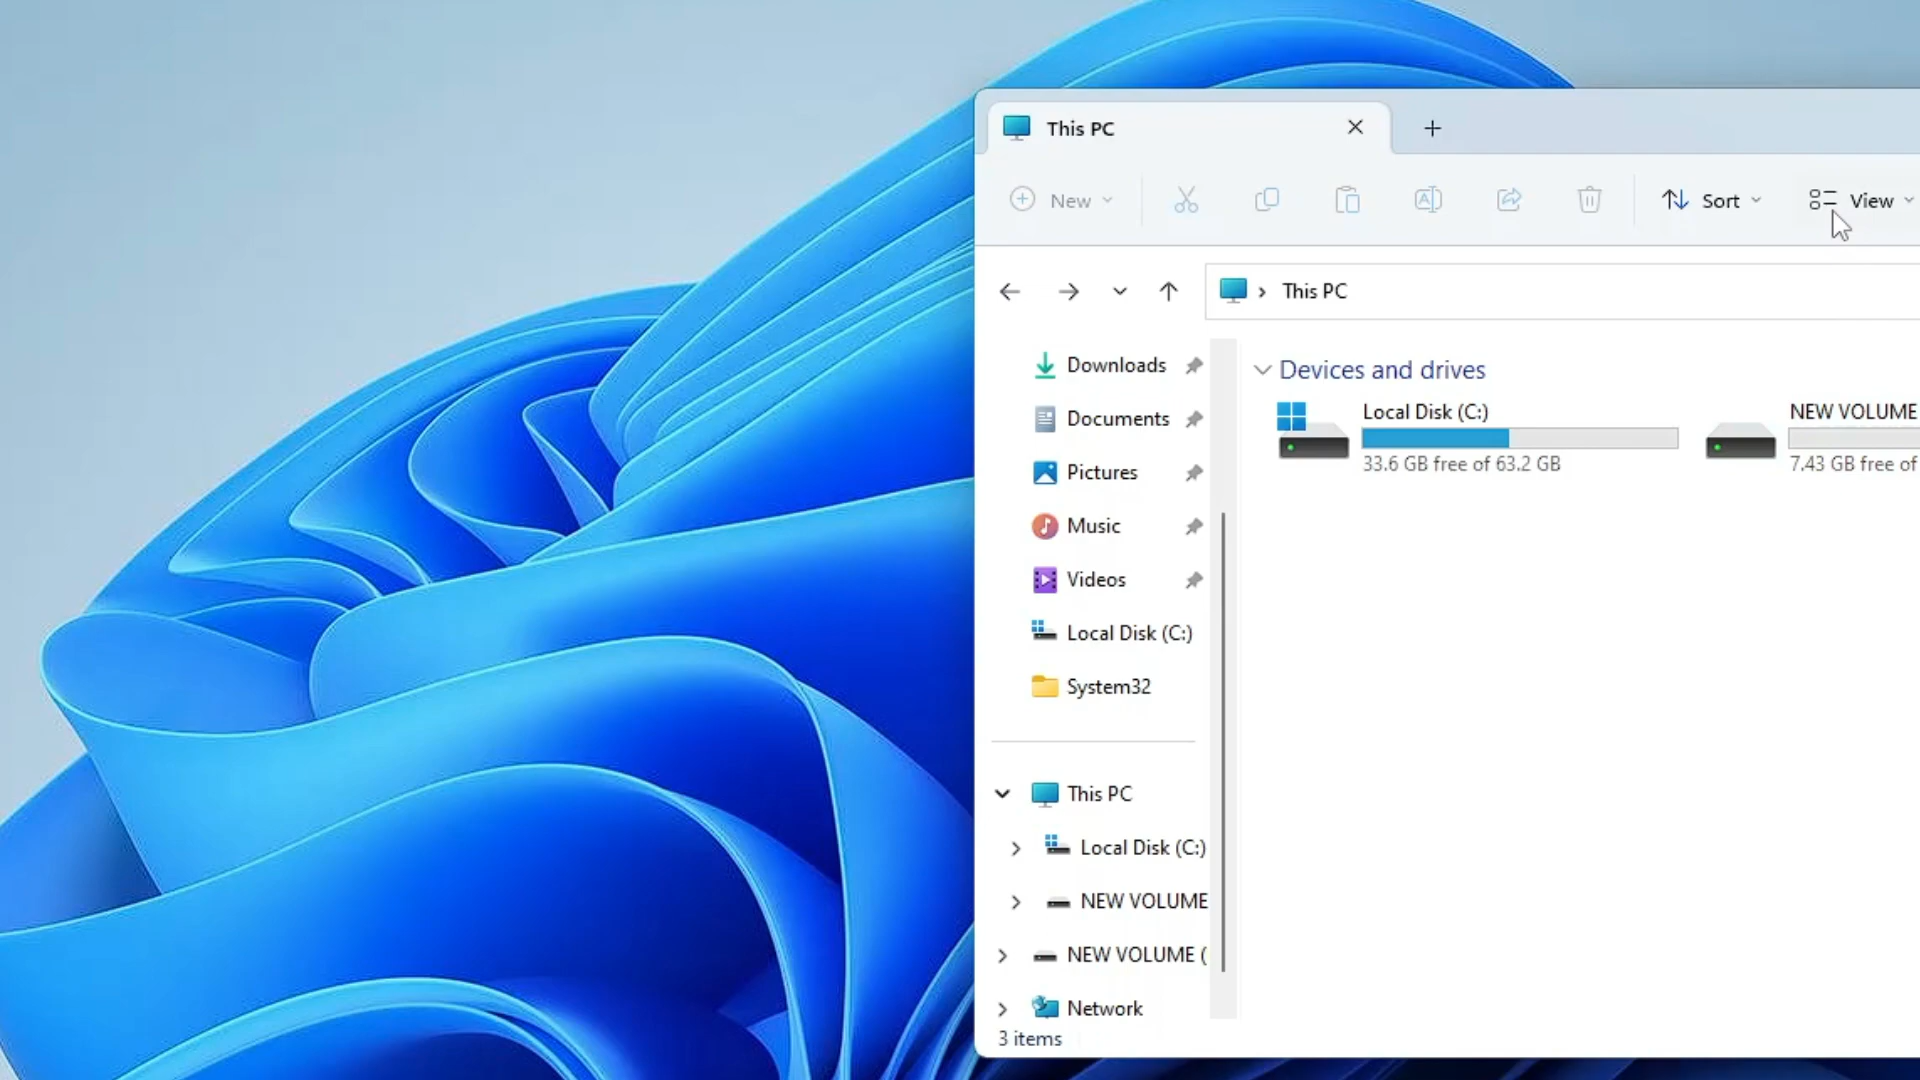 This PC
New
Sort
View
This PC
Downloads
Documents
Pictures
Music
Videos
Local Disk (C:)
System32
This PC
Local Disk (C:)
NEW VOLUME
NEW VOLUME (
Network
3 items
Devices and drives
Local Disk (C:)
33.6 GB free of 63.2 GB
NEW VOLUME
7.43 GB free of